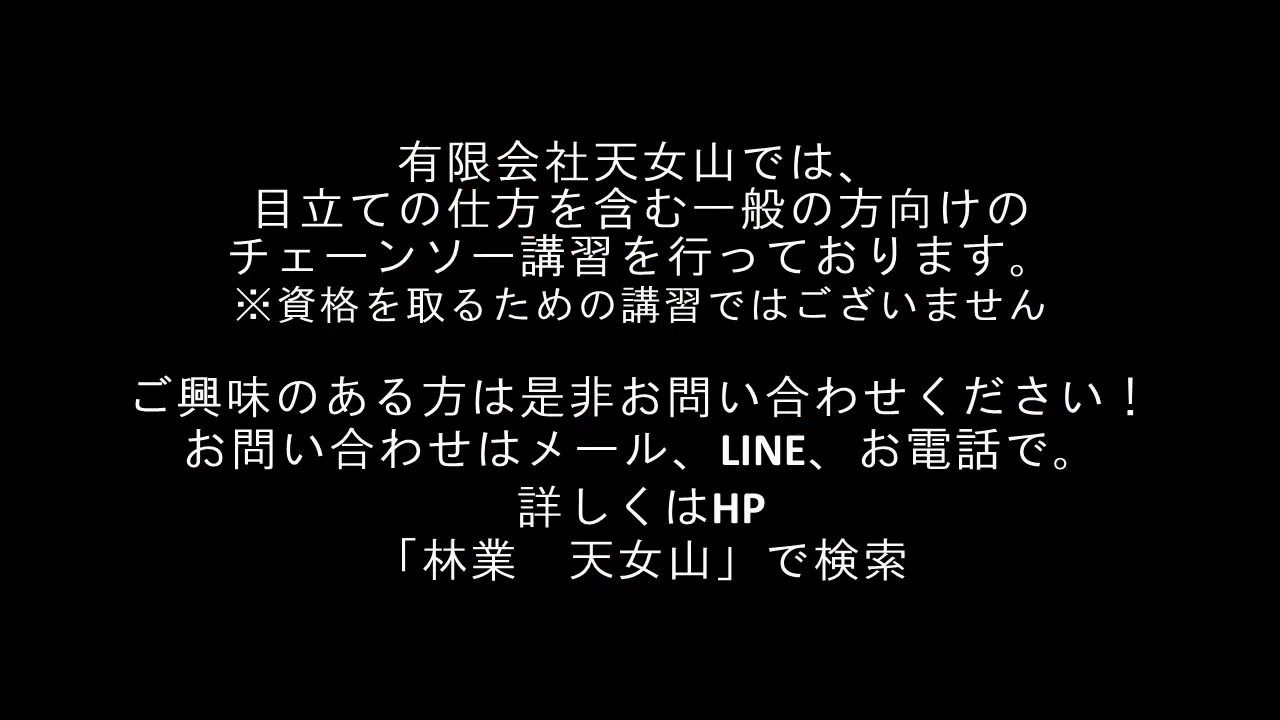 有限会社天女山では、
目立ての仕方を含む一般の方向けの
チェーンソー講習を行っております。
※資格を取るための講習ではございません
ご興味のある方は是非お問い合わせください！
お問い合わせはメール、LINE、お電話で。
詳しくはHP
「林業　天女山」で検索